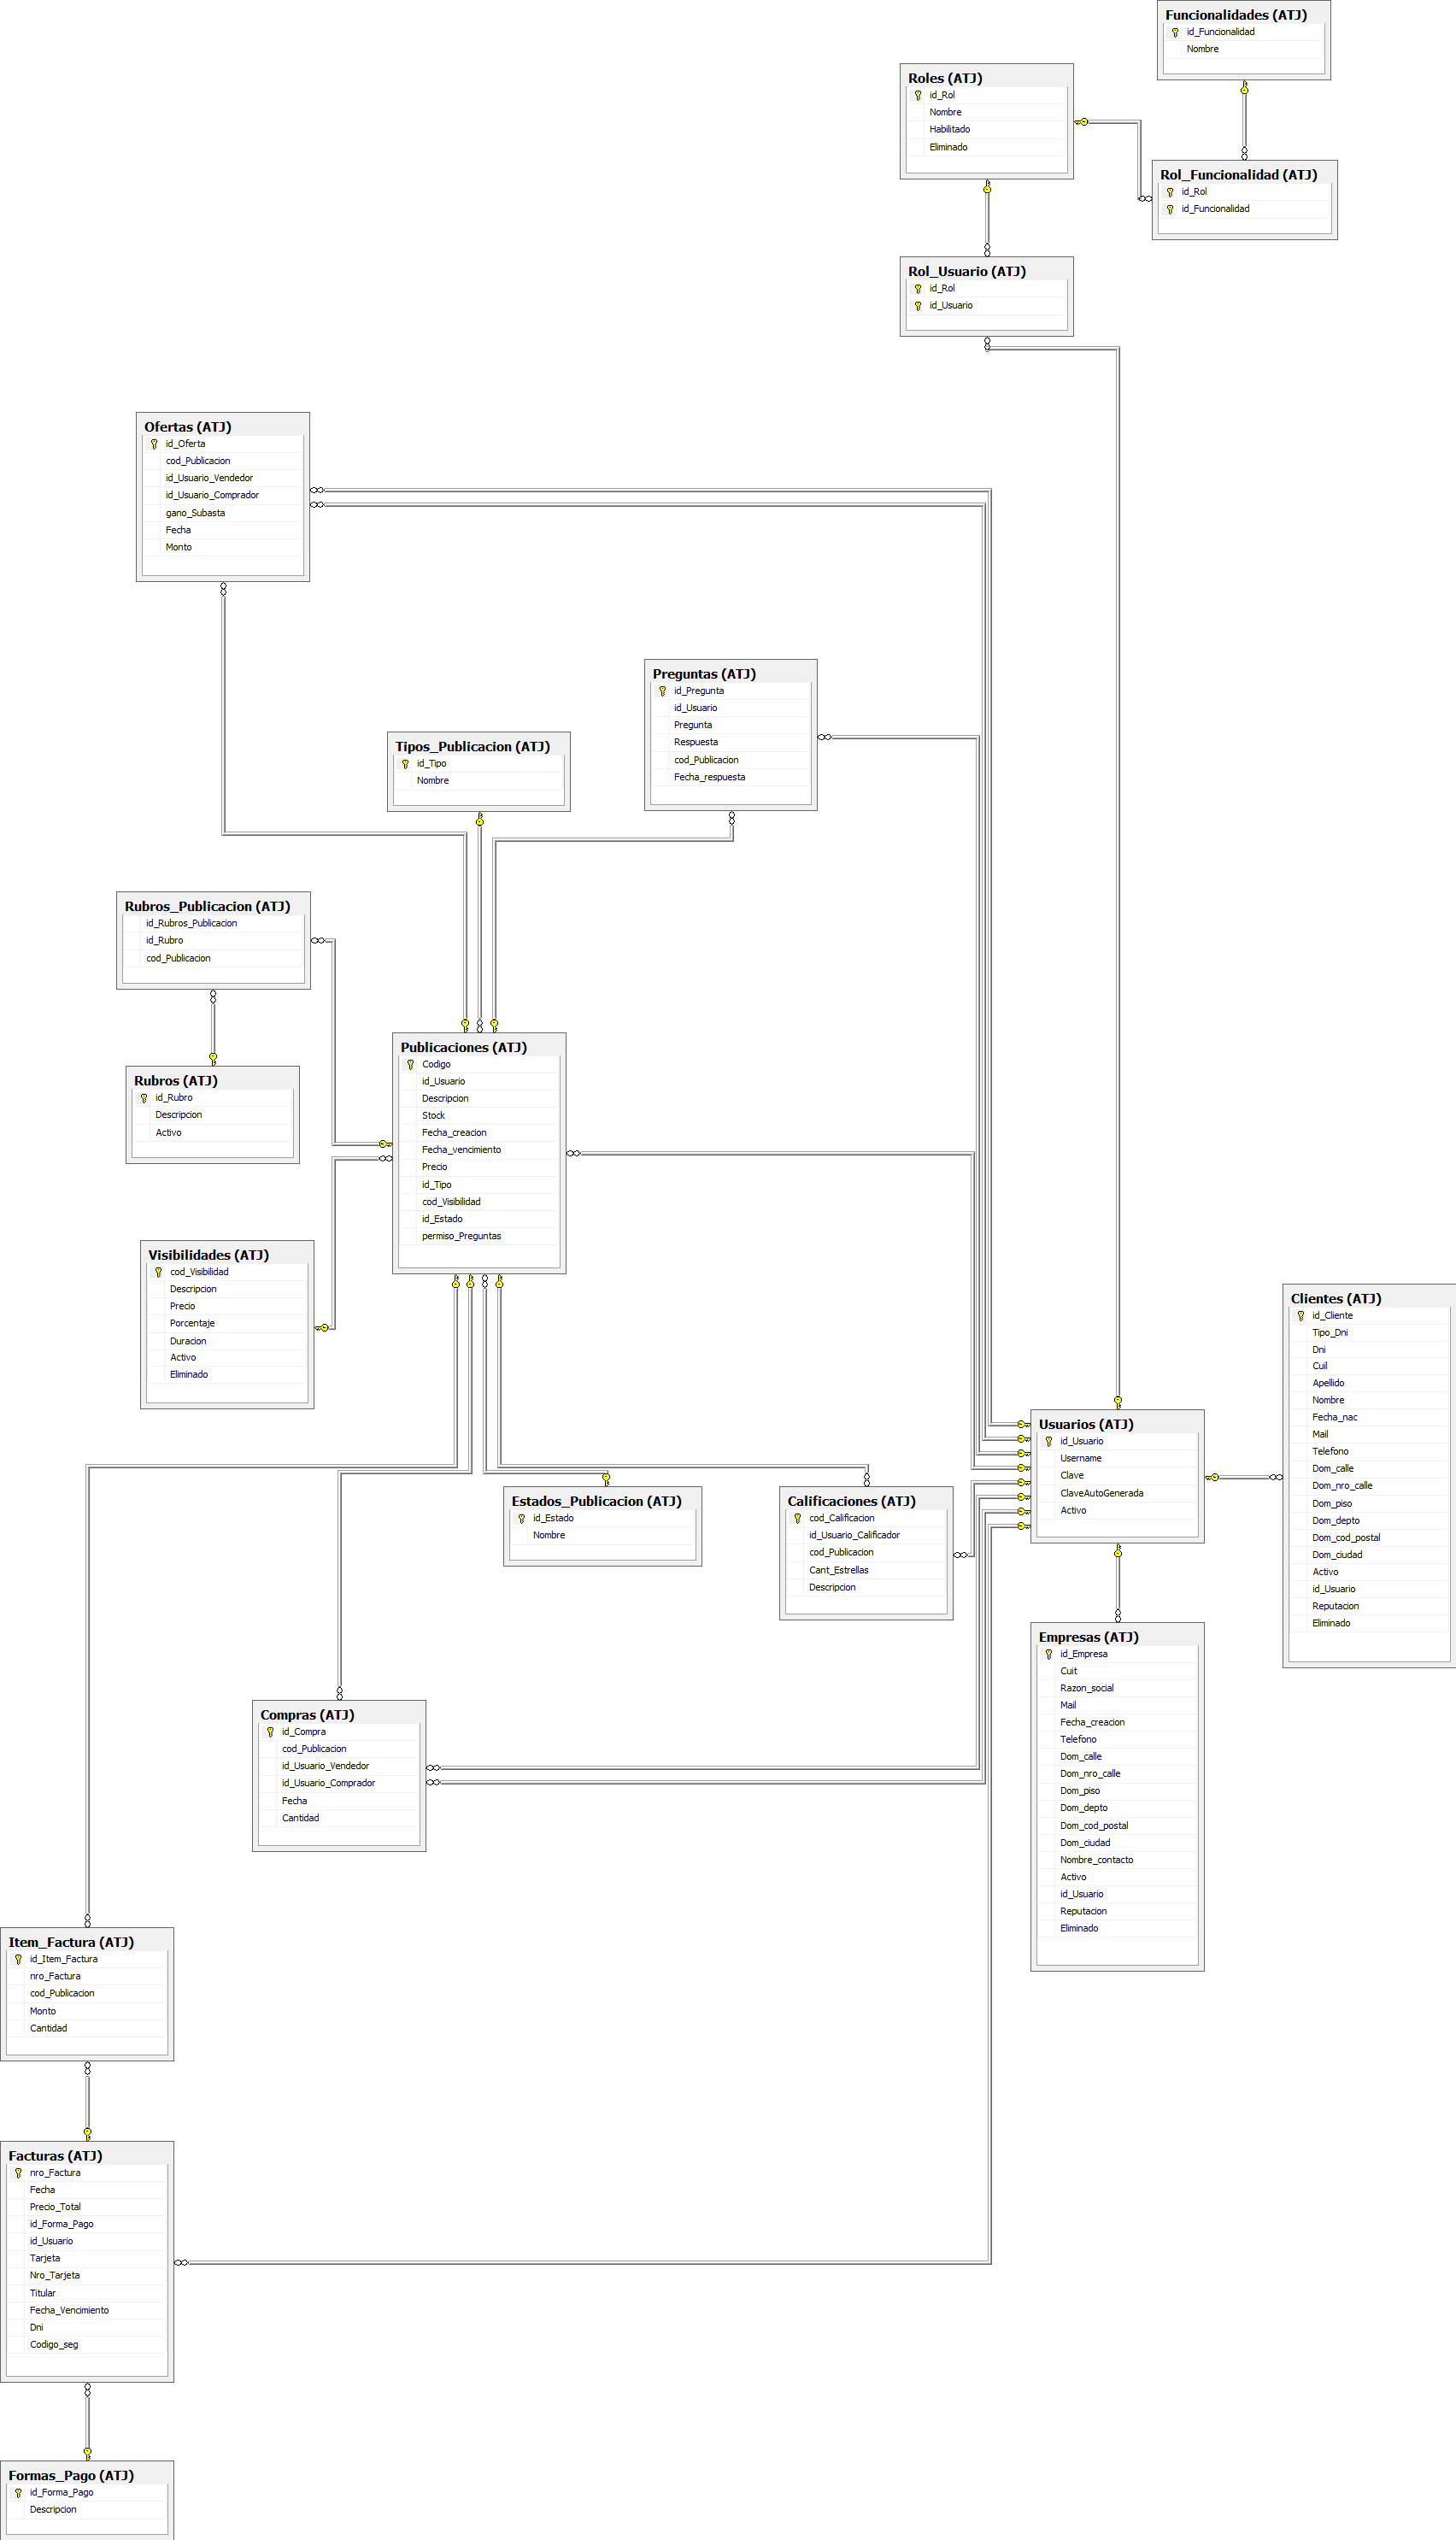 Funcionalidades (ATJ)
id_Funcionalidad
Nombre
Roles (ATJ)
id_Rol
Nombre
Habilitado
Eliminado
Rol_Funcionalidad (ATJ)
id_Rol
id_Funcionalidad
Rol_Usuario (ATJ)
id_Rol
id_Usuario
Ofertas (ATJ)
id_Oferta
cod_Publicacion
id_Usuario_Vendedor
id_Usuario_Comprador
gano_Subasta
Fecha
Monto
Preguntas (ATJ)
id_Pregunta
id_Usuario
Pregunta
Respuesta
cod_Publicacion
Fecha_respuesta
Tipos_Publicacion (ATJ)
id_Tipo
Nombre
Rubros_Publicacion (ATJ)
id_Rubros_Publicacion
id_Rubro
cod_Publicacion
Publicaciones (ATJ)
Codigo
id_Usuario
Descripcion
Stock
Fecha_creacion
Fecha_vencimiento
Precio
id_Tipo
cod_Visibilidad
id_Estado
permiso_Preguntas
Rubros (ATJ)
id_Rubro
Descripcion
Activo
Visibilidades (ATJ)
cod_Visibilidad
Descripcion
Precio
Porcentaje
Duracion
Activo
Eliminado
Clientes (ATJ)
id_Cliente
Tipo_Dni
Dni
Cuil
Apellido
Nombre
Fecha_nac
Mail
Telefono
Dom_calle
Dom_nro_calle
Dom_piso
Dom_depto
Dom_cod_postal
Dom_ciudad
Activo
id_Usuario
Reputacion
Eliminado
Usuarios (ATJ)
id_Usuario
Username
Clave
ClaveAutoGenerada
Activo
Estados_Publicacion (ATJ)
id_Estado
Nombre
Calificaciones (ATJ)
cod_Calificacion
id_Usuario_Calificador
cod_Publicacion
Cant_Estrellas
Descripcion
Empresas (ATJ)
id_Empresa
Cuit
Razon_social
Mail
Fecha_creacion
Telefono
Dom_calle
Dom_nro_calle
Dom_piso
Dom_depto
Dom_cod_postal
Dom_ciudad
Nombre_contacto
Activo
id_Usuario
Reputacion
Eliminado
Compras (ATJ)
id_Compra
cod_Publicacion
id_Usuario_Vendedor
id_Usuario_Comprador
Fecha
Cantidad
Item_Factura (ATJ)
id_Item_Factura
nro_Factura
cod_Publicacion
Monto
Cantidad
Facturas (ATJ)
nro_Factura
Fecha
Precio_Total
id_Forma_Pago
id_Usuario
Tarjeta
Nro_Tarjeta
Titular
Fecha_Vencimiento
Dni
Codigo_seg
Formas_Pago (ATJ)
id_Forma_Pago
Descripcion